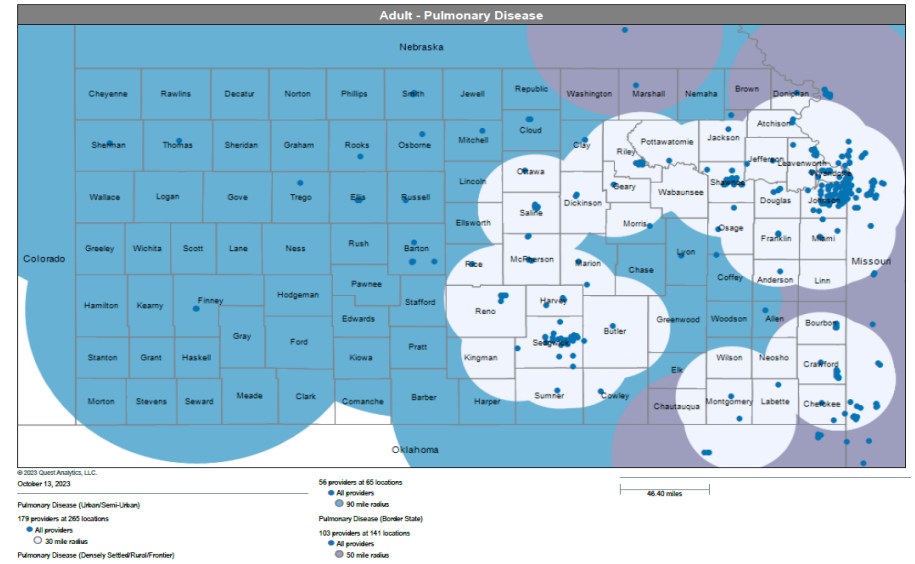 Adult - Pulmonary Disease
Nebraska
Cheyenne Rawlins Decatur Norton Phillips Smith Jewell Republic Washington Marshall Nemaha Brown Doniphan
Sherman Thomas Sheridan Graham Rooks Osborne Mitchell Cloud Clay Riley Pottawatomie Jackson Atchison
Jefferson Leavenworth
Wyandotte
Wallace Logan Gove Trego Ellis Russell Lincoln Ottawa Dickinson Geary Wabaunsee Shawnee Douglas Johnson
Saline Morris Osage
Ellsworth
Colorado Greeley Wichita Scott Lane Ness Rush Barton Rice McPherson Marion Chase Lyon Coffey Franklin Miami Missouri
Anderson Linn
Hamilton Kearny Finney Hodgeman Pawnee Stafford Reno Harvey
Gray Ford Edwards Butler Greenwood Woodson Allen Bourbon
Stanton Grant Haskell Kiowa Pratt Kingman Sedgwick Wilson Neosho Crawford
Elk
Morton Stevens Seward Meade Clark Comanche Barber Harper Sumner Cowley Chautauqua Montgomery Labette Cherokee
Oklahoma
© 2023 Quest Analytics, LLC.
October 13, 2023
Pulmonary Disease (Urban/Semi-Urban)
179 providers at 265 locations
All providers
30 mile radius
Pulmonary Disease (Densely Settled/Rural/Frontier)
56 providers at 65 locations
All providers
90 mile radius
Pulmonary Disease (Border State)
103 providers at 141 locations
All providers
50 mile radius
46.40 miles